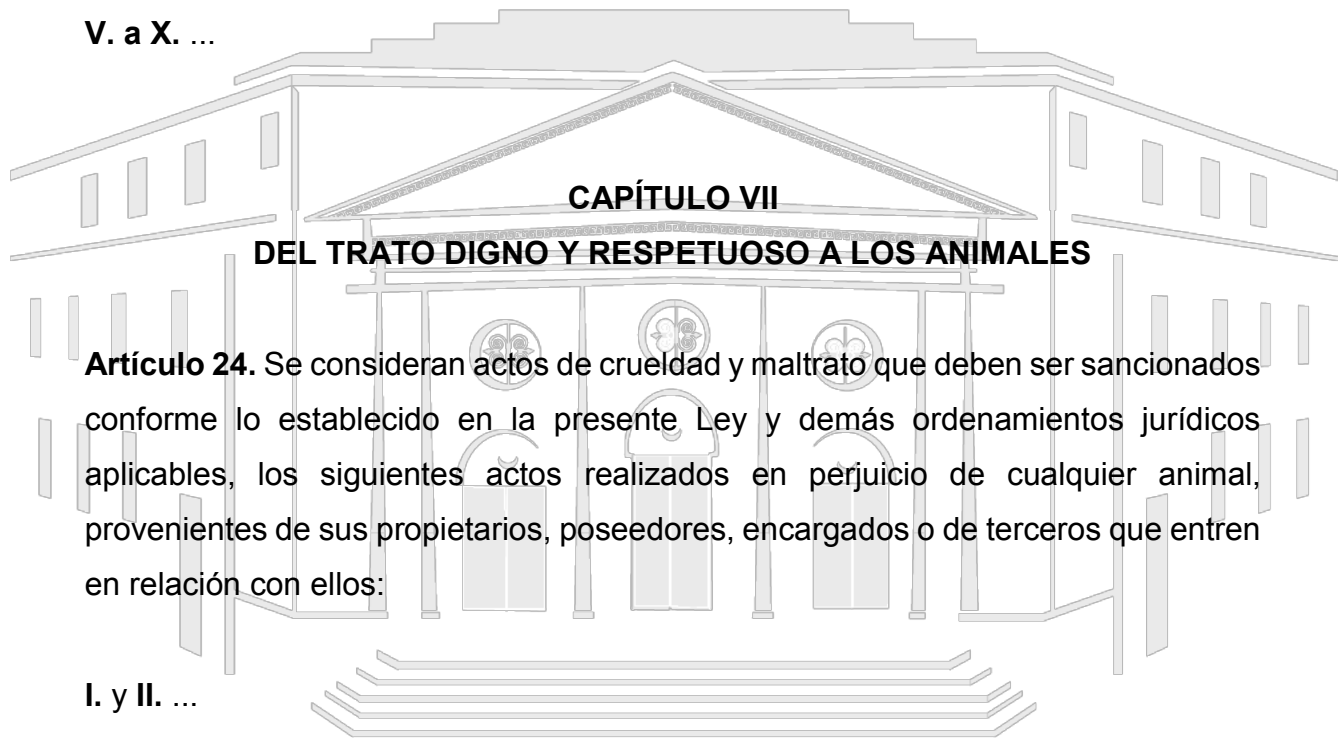 V. a X. ...
CAPÍTULO VII
DEL TRATO DIGNO Y RESPETUOSO A LOS ANIMALES
Artículo 24. Se consideran actos de crueldad y maltrato que deben ser sancionados
conforme lo establecido en la presente Ley y demás ordenamientos jurídicos
aplicables, los siguientes actos realizados en perjuicio de cualquier animal,
provenientes de sus propietarios, poseedores, encargados o de terceros que entren
en relación con ellos:
I. y II. ...